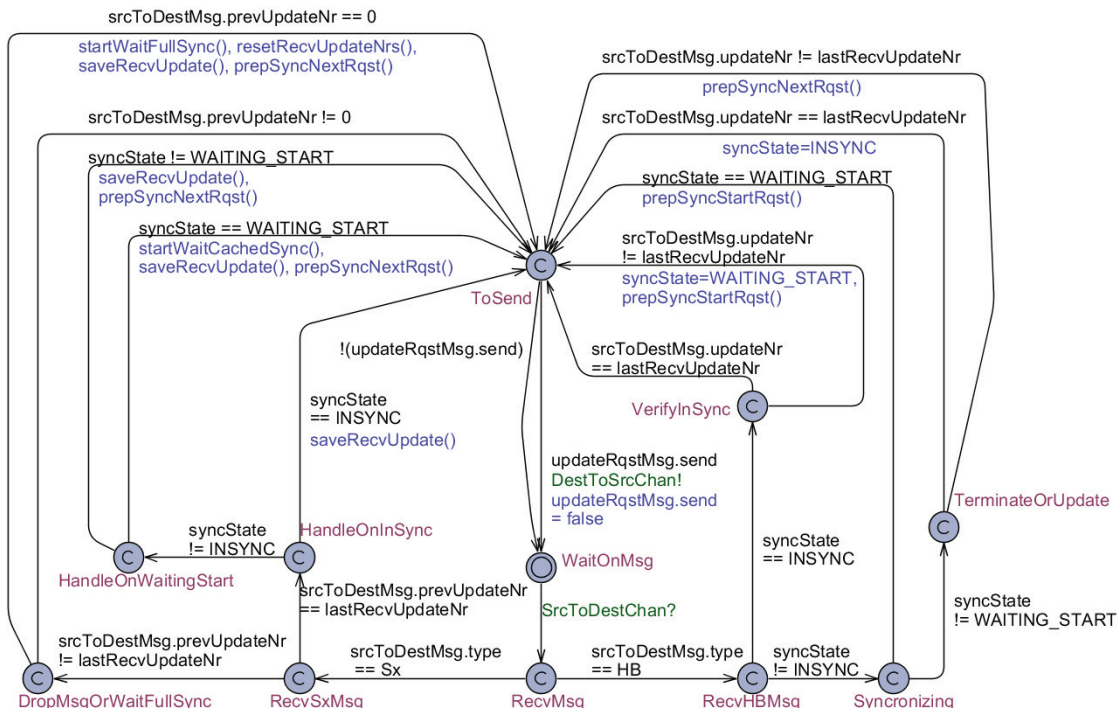 srcToDestMsg.prevUpdateNr == 0
startWaitFullSync(), resetRecvUpdateNrs(),
saveRecvUpdate(), prepSyncNextRqst()
srcToDestMsg.updateNr != lastRecvUpdateNr
prepSyncNextRqst()
srcToDestMsg.prevUpdateNr != 0
srcToDestMsg.updateNr == lastRecvUpdateNr
syncState=INSYNC
syncState != WAITING_START
saveRecvUpdate(),
prepSyncNextRqst()
syncState == WAITING_START
prepSyncStartRqst()
syncState == WAITING_START
startWaitCachedSync(),
saveRecvUpdate(), prepSyncNextRqst()
srcToDestMsg.updateNr
!= lastRecvUpdateNr
syncState=WAITING_START,
prepSyncStartRqst()
C
ToSend
!(updateRqstMsg.send)
srcToDestMsg.updateNr
== lastRecvUpdateNr
syncState
== INSYNC
saveRecvUpdate()
VerifyInSync
C
updateRqstMsg.send
DestToSrcChan!
updateRqstMsg.send
= false
TerminateOrUpdate
C
HandleOnInSync
C
syncState
!= INSYNC
C
HandleOnWaitingStart
WaitOnMsg
syncState
== INSYNC
srcToDestMsg.prevUpdateNr
== lastRecvUpdateNr
SrcToDestChan?
syncState
!= WAITING_START
srcToDestMsg.prevUpdateNr
!= lastRecvUpdateNr
srcToDestMsg.type
== Sx
srcToDestMsg.type
== HB
syncState
!= INSYNC
C
C
C
C
C
DropMsgOrWaitFullSync
RecvSxMsg
RecvMsg
RecvHBMsg
Syncronizing